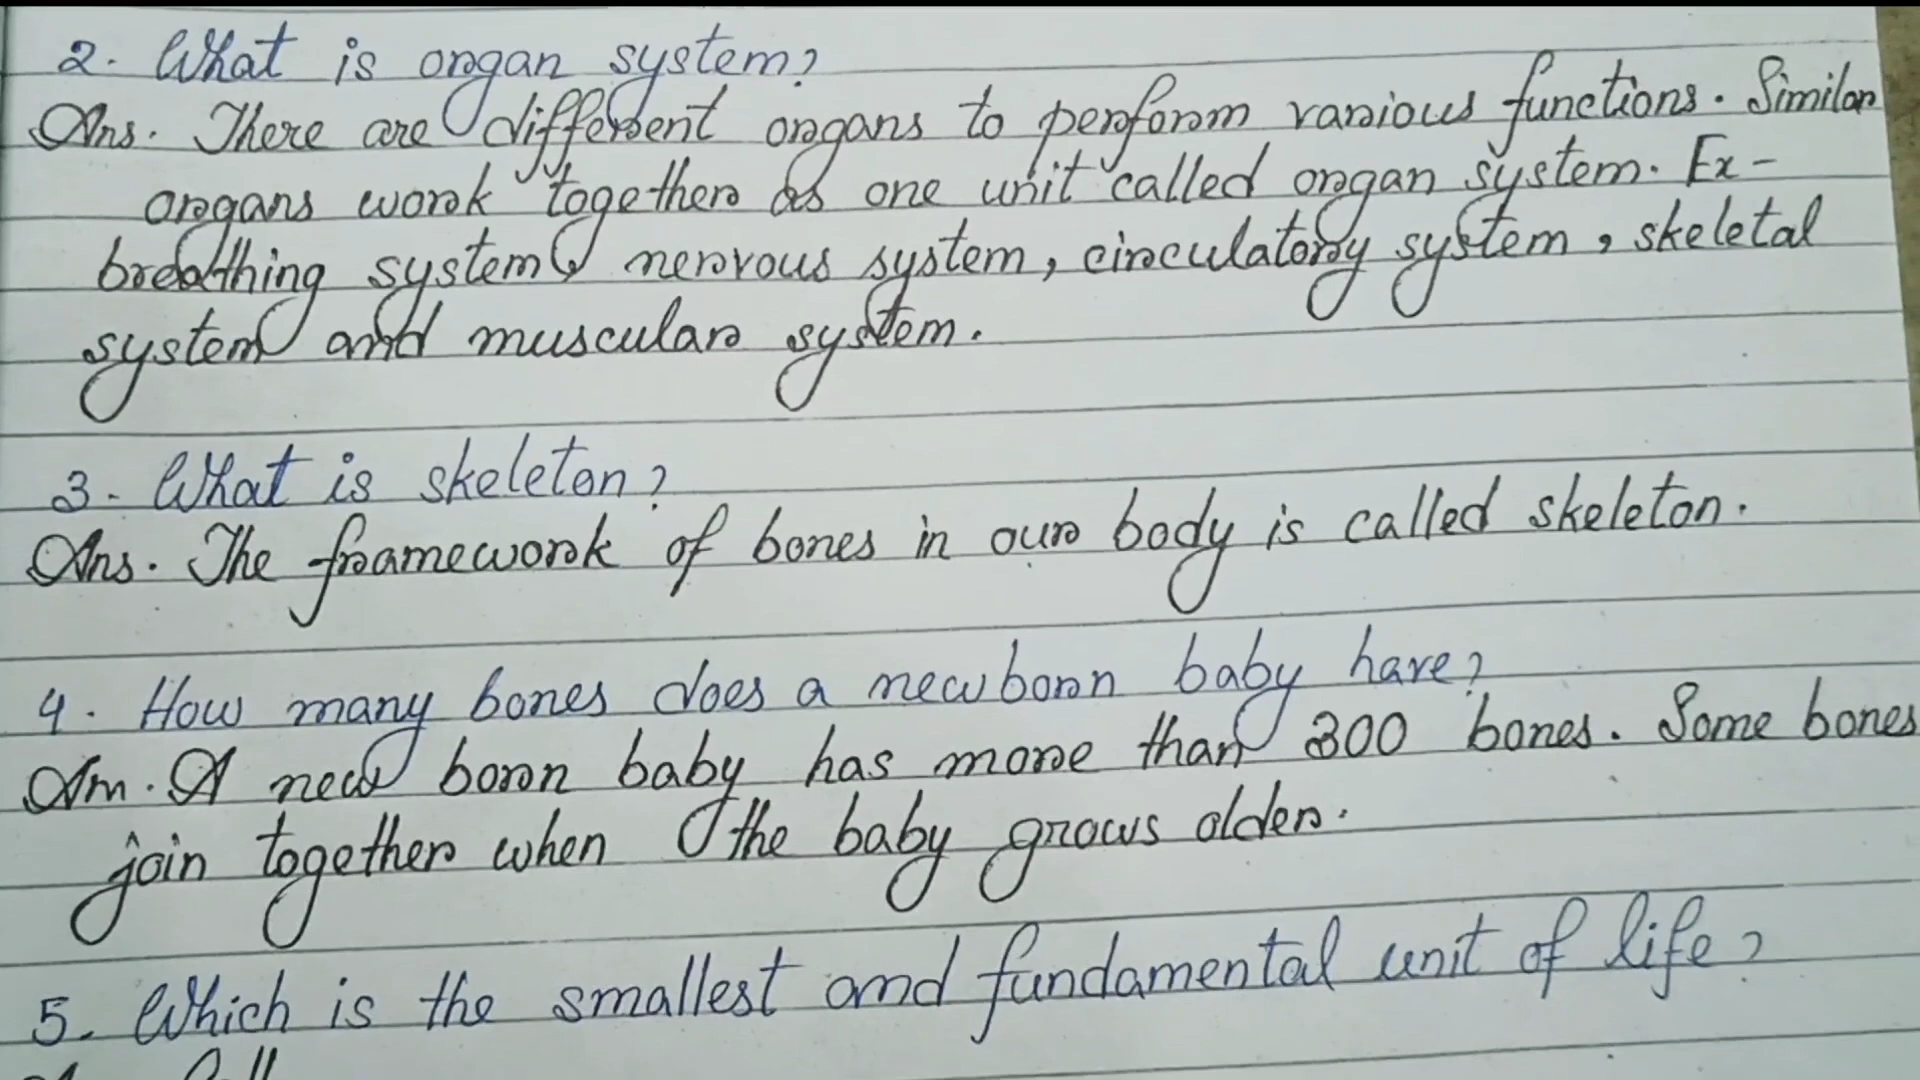 2. What is organ system?
Ans. There are different organs to perform various functions. Similar
organs work together as one unit called organ system. Ex -
breathing system, nervous system, circulatory system, skeletal
system and muscular system.
3. What is skeleton?
Ans. The framework of bones in our body is called skeleton.
4. How many bones does a newborn baby have?
Ans. A new born baby has more than 300 bones. Some bones
join together when the baby grows older.
5. Which is the smallest and fundamental unit of life?